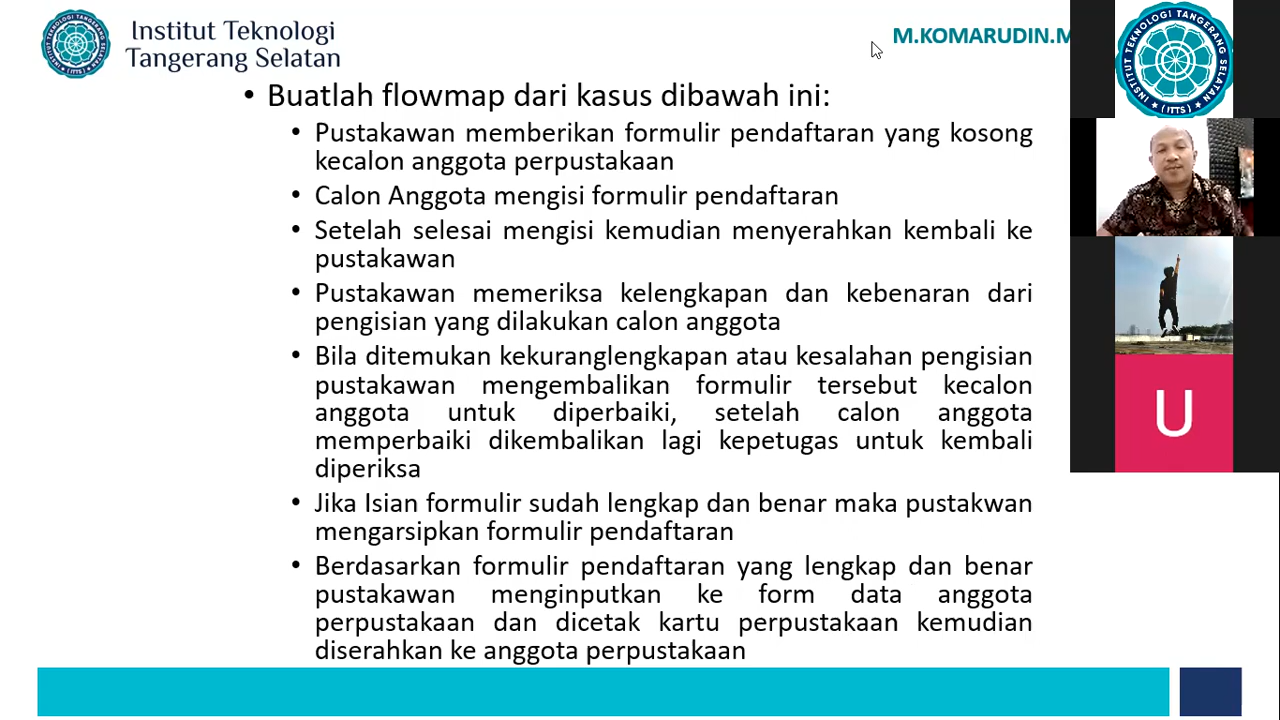 Institut Teknologi
Tangerang Selatan
M.KOMARUDIN.M
INSTITUT TEKNOLOGI TANGERANG SELATAN
(ITTS)
• Buatlah flowmap dari kasus dibawah ini:
• Pustakawan memberikan formulir pendaftaran yang kosong
kecalon anggota perpustakaan
• Calon Anggota mengisi formulir pendaftaran
• Setelah selesai mengisi kemudian menyerahkan kembali ke
pustakawan
• Pustakawan memeriksa kelengkapan dan kebenaran dari
pengisian yang dilakukan calon anggota
• Bila ditemukan kekuranglengkapan atau kesalahan pengisian
pustakawan mengembalikan formulir tersebut kecalon
anggota untuk diperbaiki, setelah calon anggota
memperbaiki dikembalikan lagi kepetugas untuk kembali
diperiksa
• Jika Isian formulir sudah lengkap dan benar maka pustakwan
mengarsipkan formulir pendaftaran
• Berdasarkan formulir pendaftaran yang lengkap dan benar
pustakawan menginputkan ke form data anggota
perpustakaan dan dicetak kartu perpustakaan kemudian
diserahkan ke anggota perpustakaan
U